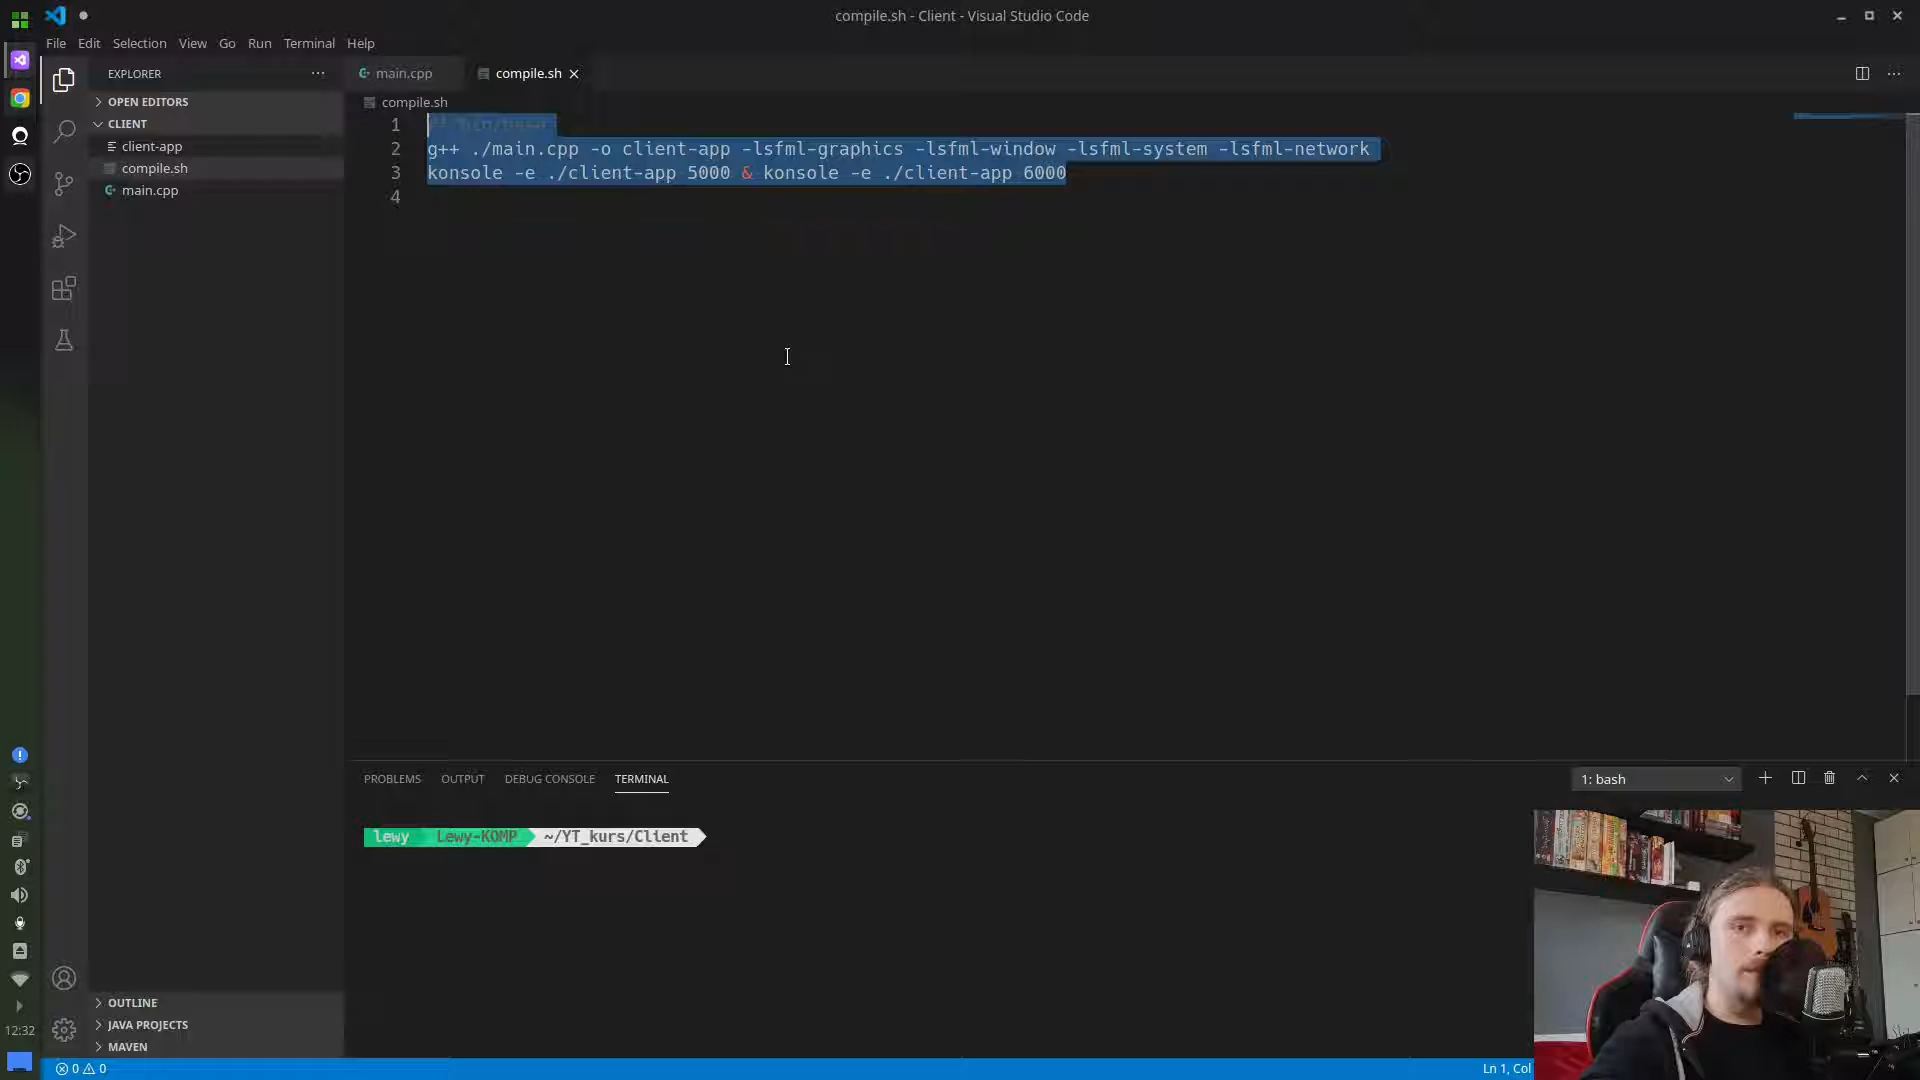 compile.sh - Client - Visual Studio Code
File Edit Selection View Go Run Terminal Help
EXPLORER
OPEN EDITORS
CLIENT
client-app
compile.sh
main.cpp
main.cpp compile.sh
compile.sh
1
2 g++ ./main.cpp -o client-app -lsfml-graphics -lsfml-window -lsfml-system -lsfml-network
3 konsole -e ./client-app 5000 & konsole -e ./client-app 6000
4
PROBLEMS OUTPUT DEBUG CONSOLE TERMINAL
1: bash
lewy Lewy-KOMP ~/YT_kurs/Client
OUTLINE
JAVA PROJECTS
MAVEN
12:32
0 0
Ln 1, Col